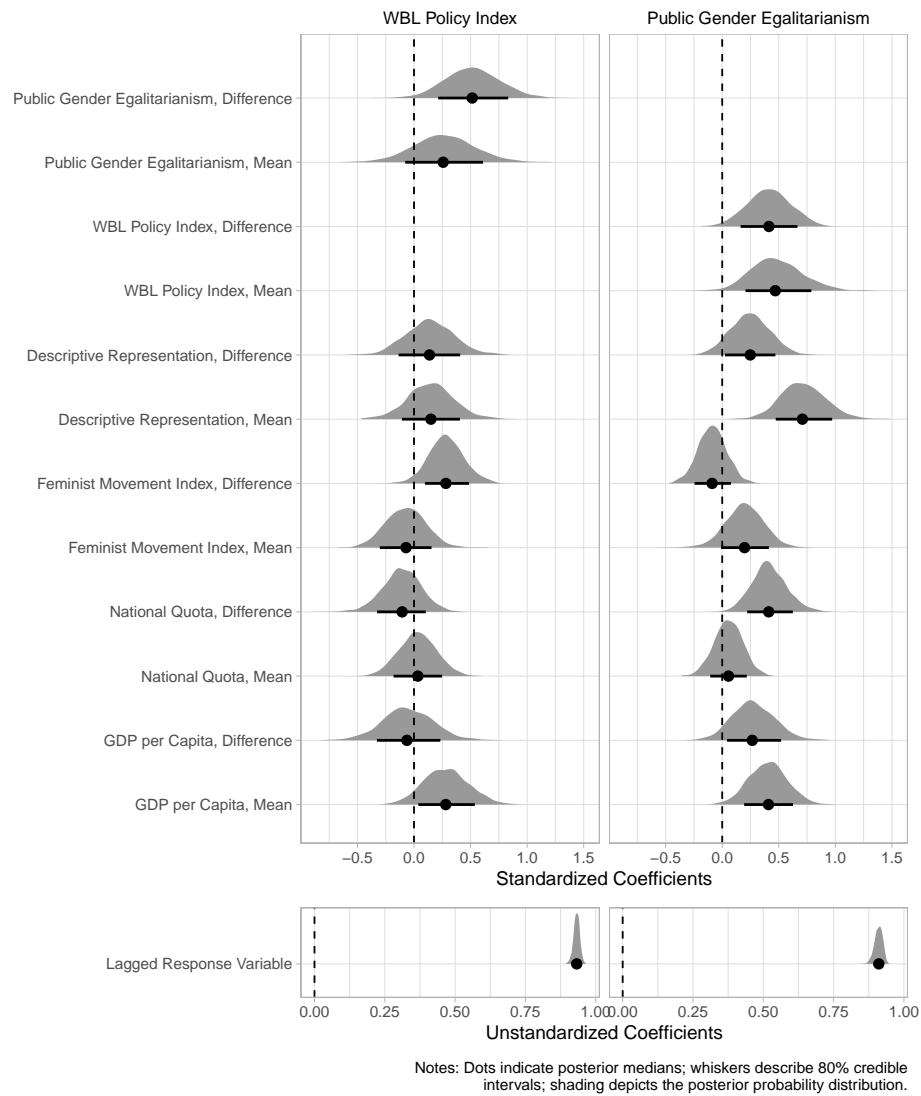 WBL Policy Index
Public Gender Egalitarianism
Public Gender Egalitarianism, Difference
Public Gender Egalitarianism, Mean
WBL Policy Index, Difference
WBL Policy Index, Mean
Descriptive Representation, Difference
Descriptive Representation, Mean
Feminist Movement Index, Difference
Feminist Movement Index, Mean
National Quota, Difference
National Quota, Mean
GDP per Capita, Difference
GDP per Capita, Mean
−0.5 0.0 0.5 1.0 1.5
−0.5 0.0 0.5 1.0 1.5
Standardized Coefficients
Lagged Response Variable
0.00 0.25 0.50 0.75 1.00
0.00 0.25 0.50 0.75 1.00
Unstandardized Coefficients
Notes: Dots indicate posterior medians; whiskers describe 80% credible
intervals; shading depicts the posterior probability distribution.